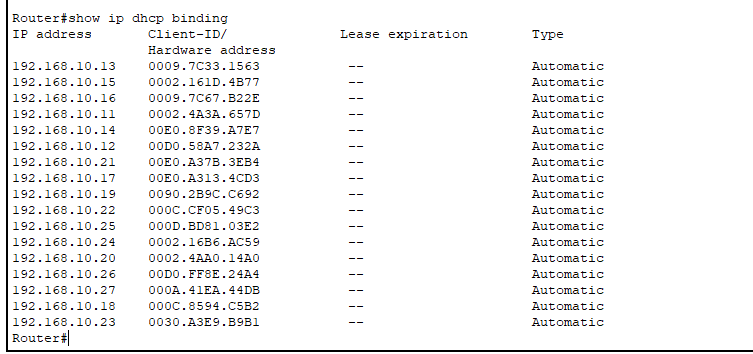 Router#show ip dhcp binding
IP address Client-ID/ Lease expiration Type
Hardware address
192.168.10.13 0009.7C33.1563 -- Automatic
192.168.10.15 0002.161D.4B77 -- Automatic
192.168.10.16 0009.7C67.B22E -- Automatic
192.168.10.11 0002.4A3A.657D -- Automatic
192.168.10.14 00E0.8F39.A7E7 -- Automatic
192.168.10.12 00D0.58A7.232A -- Automatic
192.168.10.21 00E0.A37B.3EB4 -- Automatic
192.168.10.17 00E0.A313.4CD3 -- Automatic
192.168.10.19 0090.2B9C.C692 -- Automatic
192.168.10.22 000C.CF05.49C3 -- Automatic
192.168.10.25 000D.BD81.03E2 -- Automatic
192.168.10.24 0002.16B6.AC59 -- Automatic
192.168.10.20 0002.4AA0.14A0 -- Automatic
192.168.10.26 00D0.FF8E.24A4 -- Automatic
192.168.10.27 000A.41EA.44DB -- Automatic
192.168.10.18 000C.8594.C5B2 -- Automatic
192.168.10.23 0030.A3E9.B9B1 -- Automatic
Router#